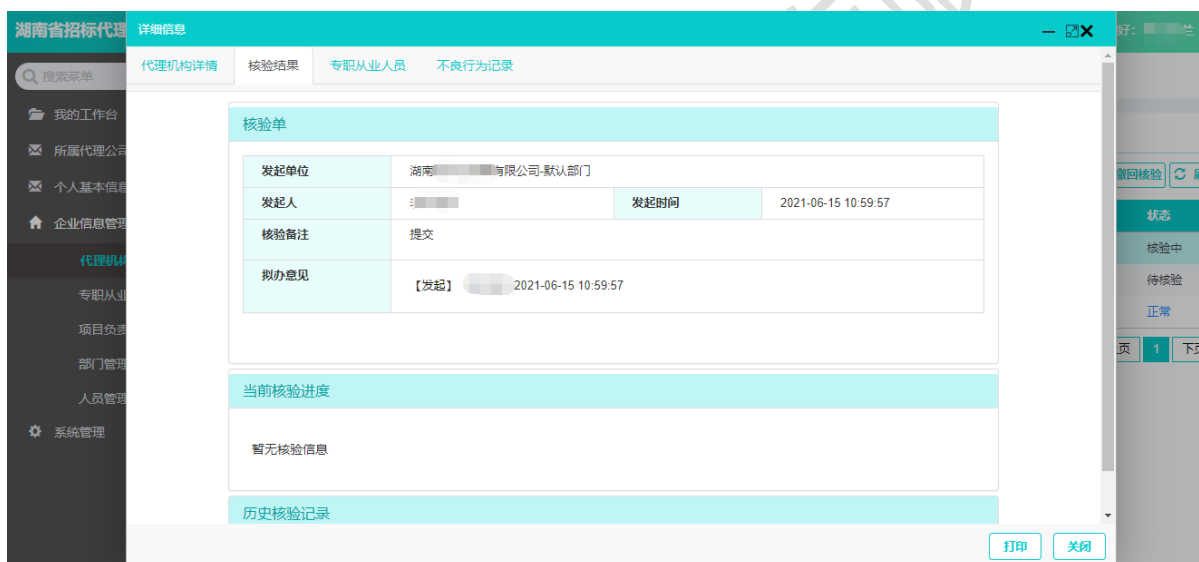 湖南省招标代理
详细信息
好:
搜索菜单
代理机构详情 核验结果 专职从业人员 不良行为记录
我的工作台
核验单
所属代理公司
发起单位 湖南 有限公司-默认部门
撤回核验
个人基本信息
发起人 发起时间 2021-06-15 10:59:57
状态
企业信息管理
核验备注 提交
核验中
代理机构
拟办意见 【发起】 2021-06-15 10:59:57
待核验
专职从业
正常
项目负责
页 1 下页
部门管理
当前核验进度
人员管理
系统管理
暂无核验信息
历史核验记录
打印 关闭